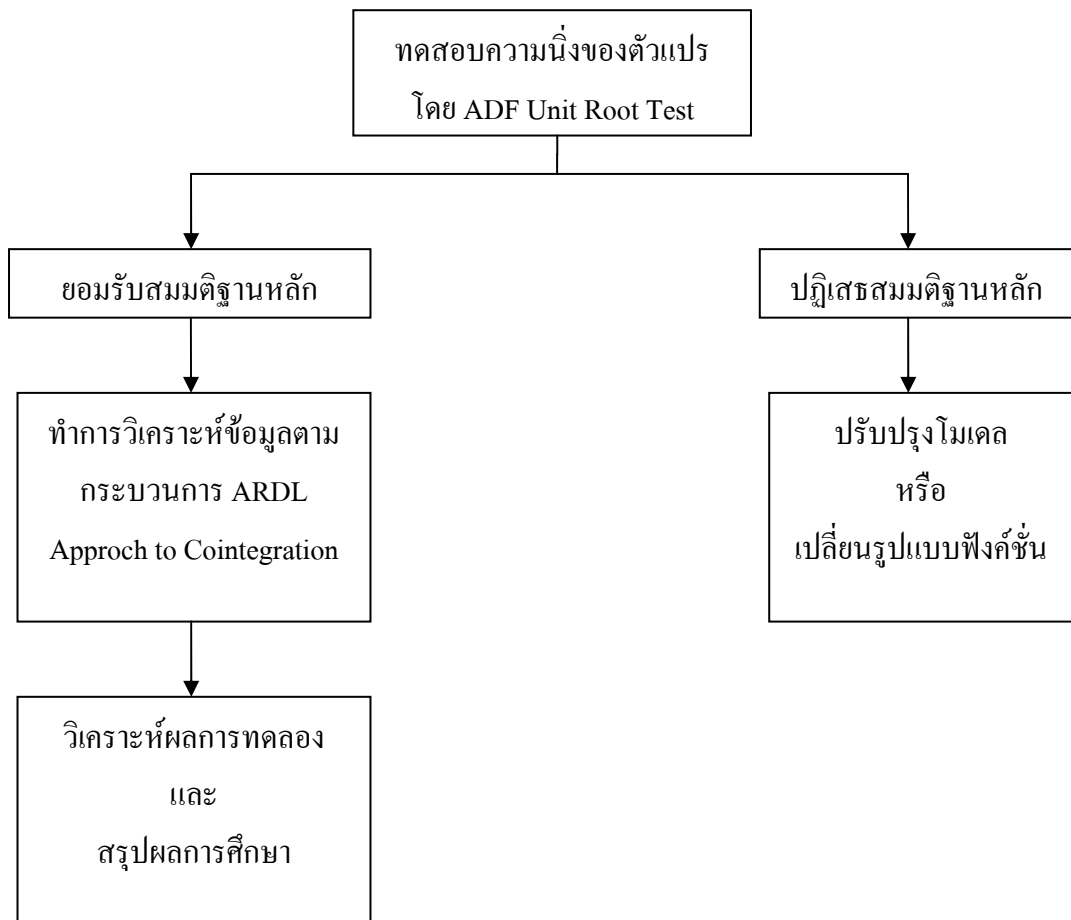 ทดสอบความนิ่งของตัวแปร
โดย ADF Unit Root Test
ยอมรับสมมติฐานหลัก
ปฏิเสธสมมติฐานหลัก
ทำการวิเคราะห์ข้อมูลตาม
กระบวนการ ARDL
Approch to Cointegration
ปรับปรุงโมเดล
หรือ
เปลี่ยนรูปแบบฟังค์ชั่น
วิเคราะห์ผลการทดลอง
และ
สรุปผลการศึกษา